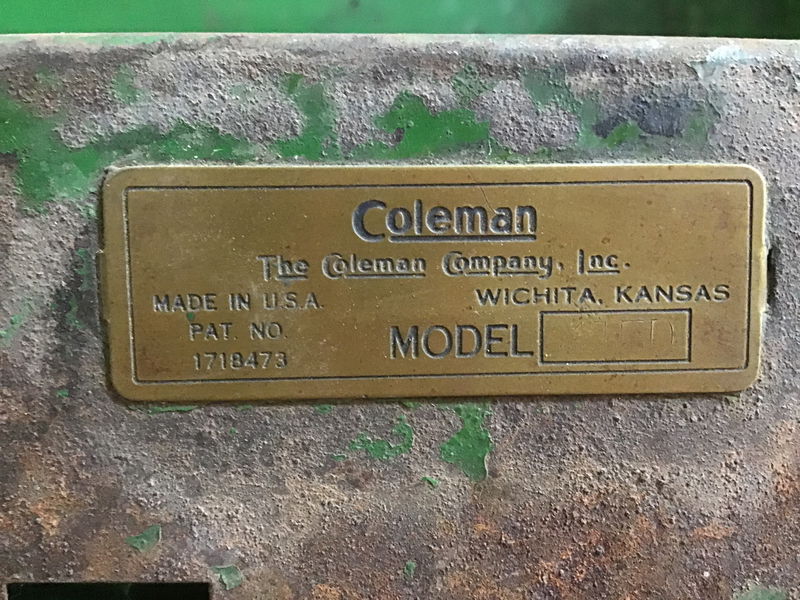 Coleman
The Coleman Company, Inc.
MADE IN U.S.A. WICHITA, KANSAS
PAT. NO. MODEL
1718473